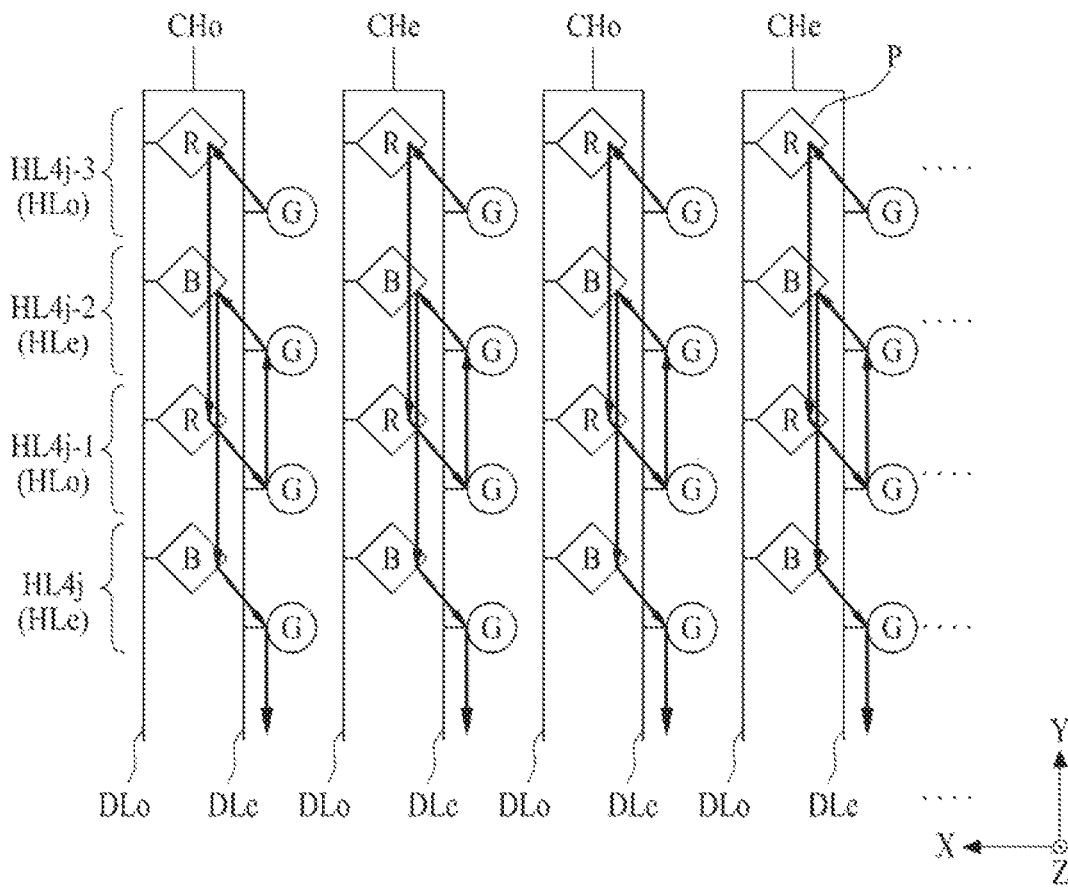 CHo CHe CHo CHe
P
R R R R
HL4j-3
(HLo)
G G G G
. . . .
B B B B
HL4j-2
(HLe)
G G G G
. . . .
R R R R
HL4j-1
(HLo)
G G G G
. . . .
B B B B
HL4j
(HLe)
G G G G
. . . .
DLo DLe DLo DLe DLo DLe DLo DLe
. . . .
Y
X
Z